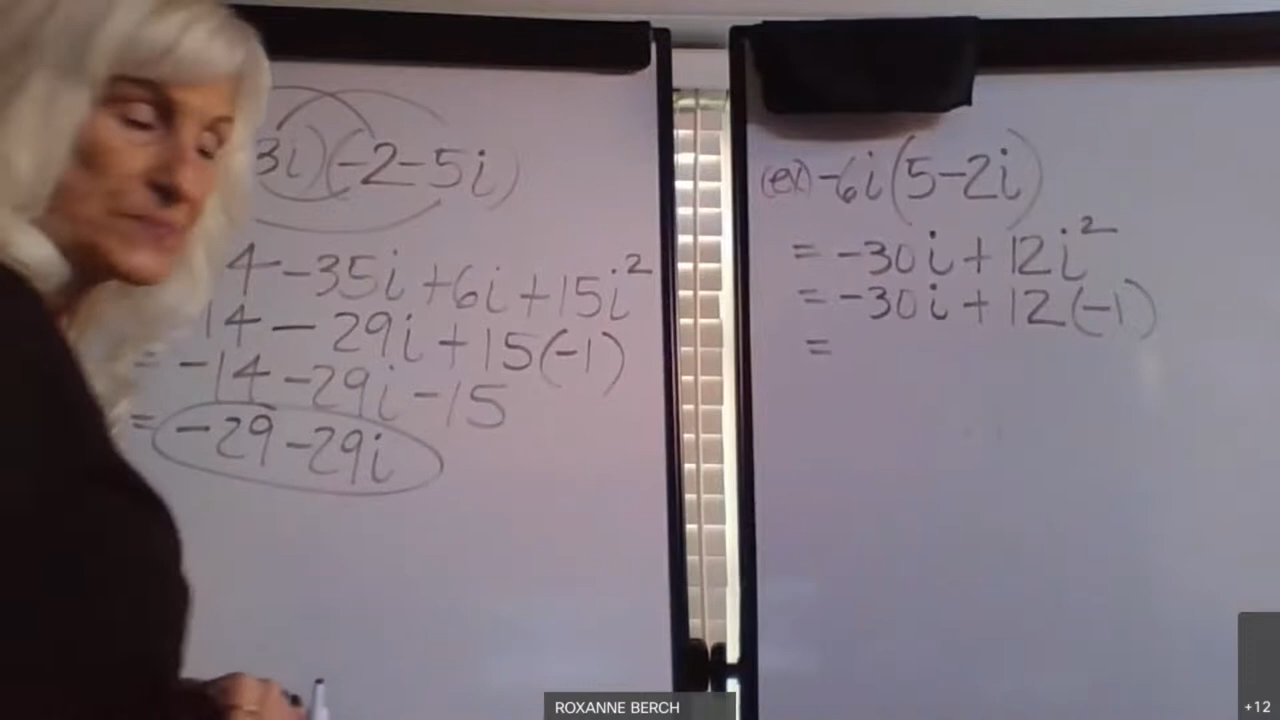 3i)(-2-5i)
4-35i+6i+15i²
14-29i+15(-1)
= -14-29i-15
= -29-29i
(ex) -6i(5-2i)
= -30i+12i²
= -30i+12(-1)
=
ROXANNE BERCH
+12